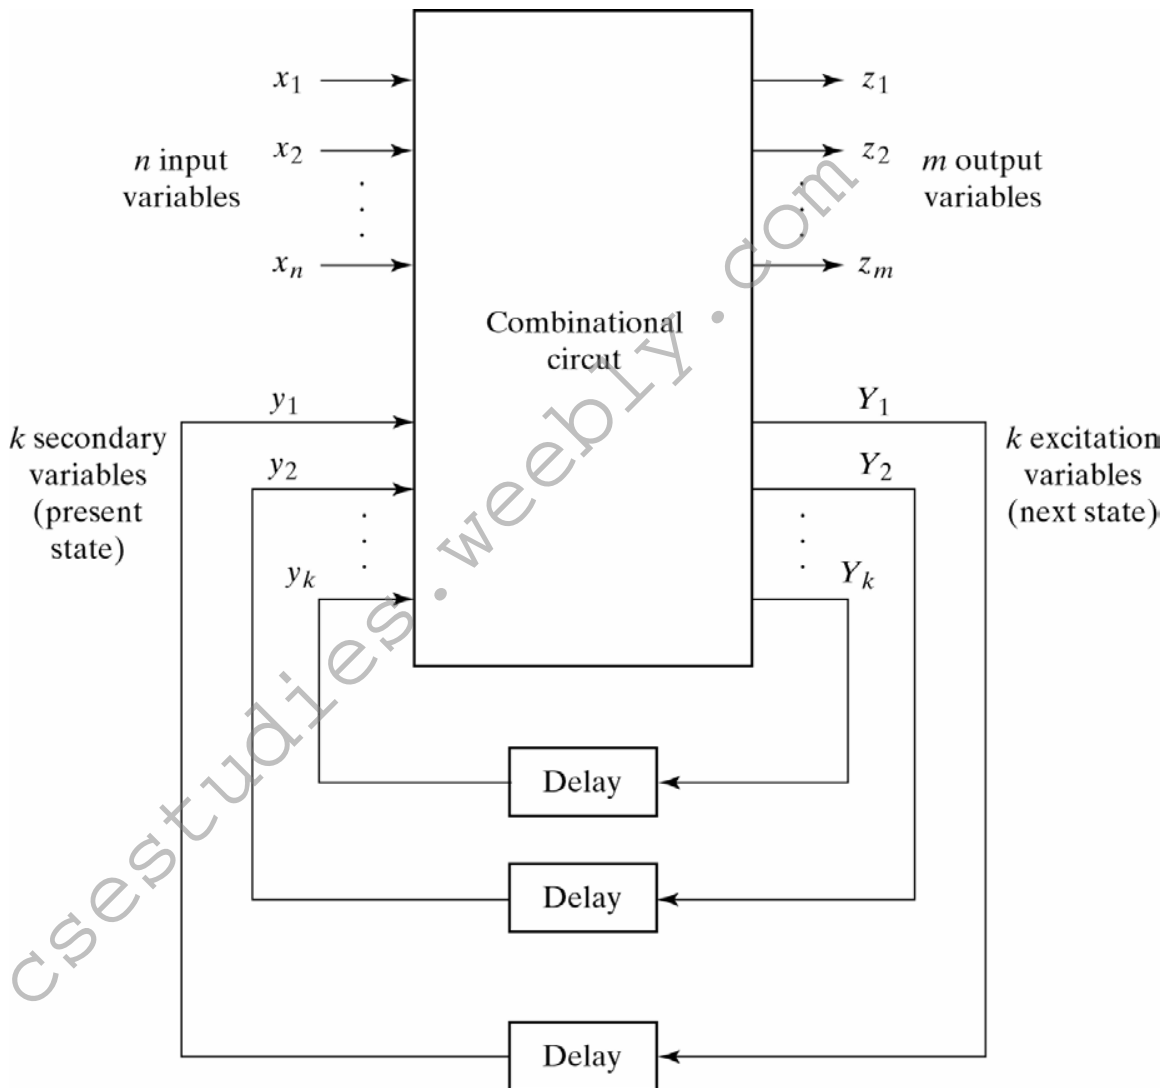 x1
z1
n input
variables
x2
z2
m output
variables
xn
zm
Combinational
circut
k secondary
variables
(present
state)
y1
Y1
k excitation
variables
(next state)
y2
Y2
yk
Yk
Delay
Delay
Delay
csestudies.weebly.com